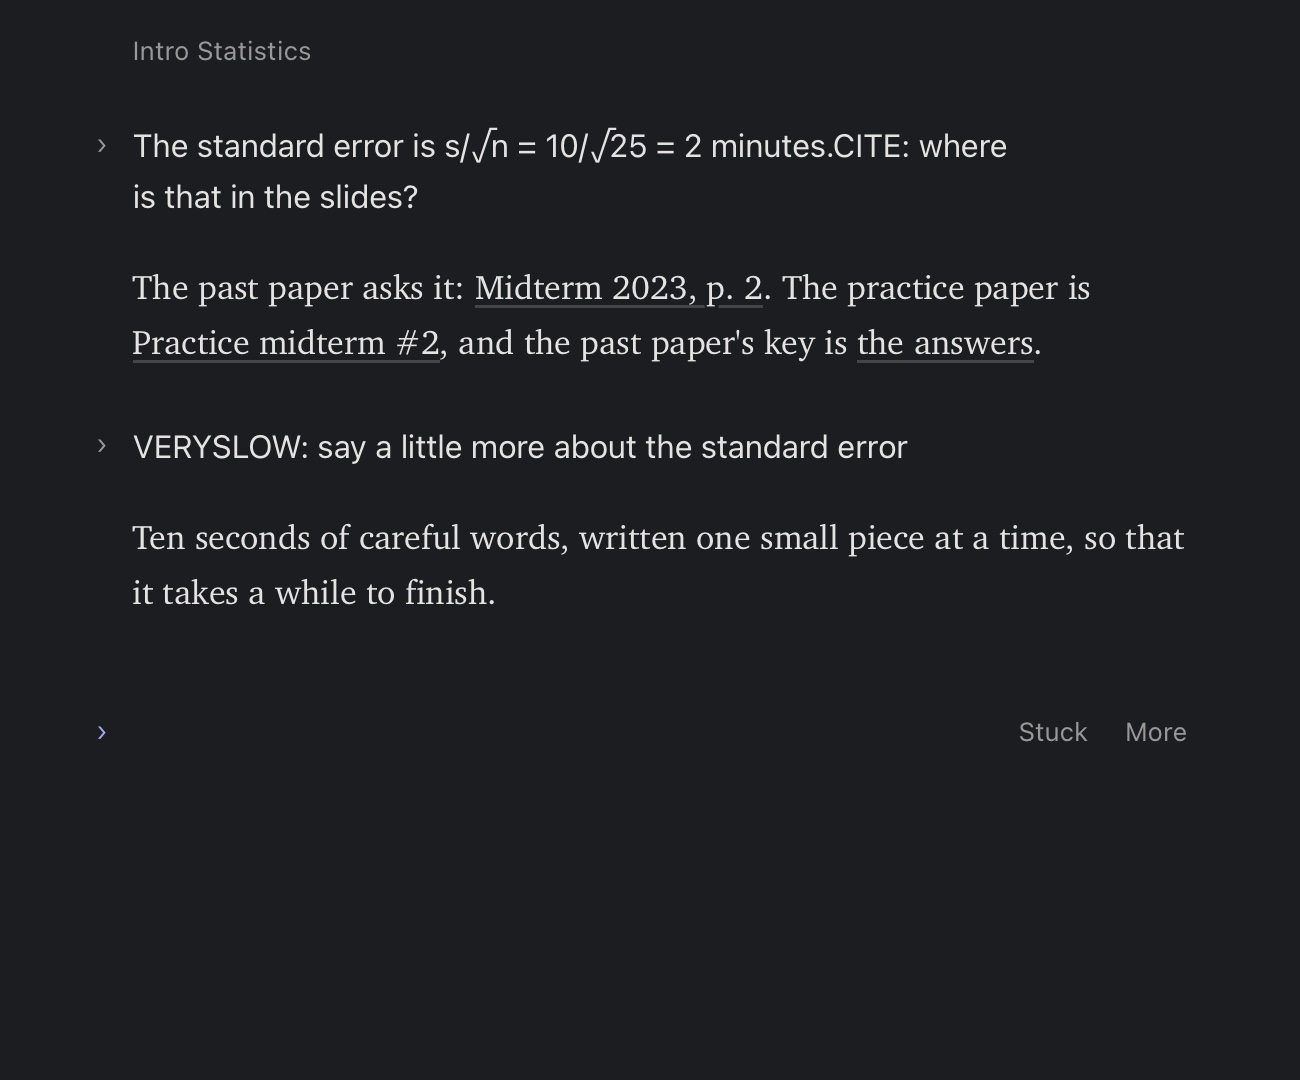 Intro Statistics
› The standard error is s/√n = 10/√25 = 2 minutes.CITE: where
is that in the slides?
The past paper asks it: Midterm 2023, p. 2. The practice paper is
Practice midterm #2, and the past paper's key is the answers.
› VERYSLOW: say a little more about the standard error
Ten seconds of careful words, written one small piece at a time, so that
it takes a while to finish.
› Stuck More